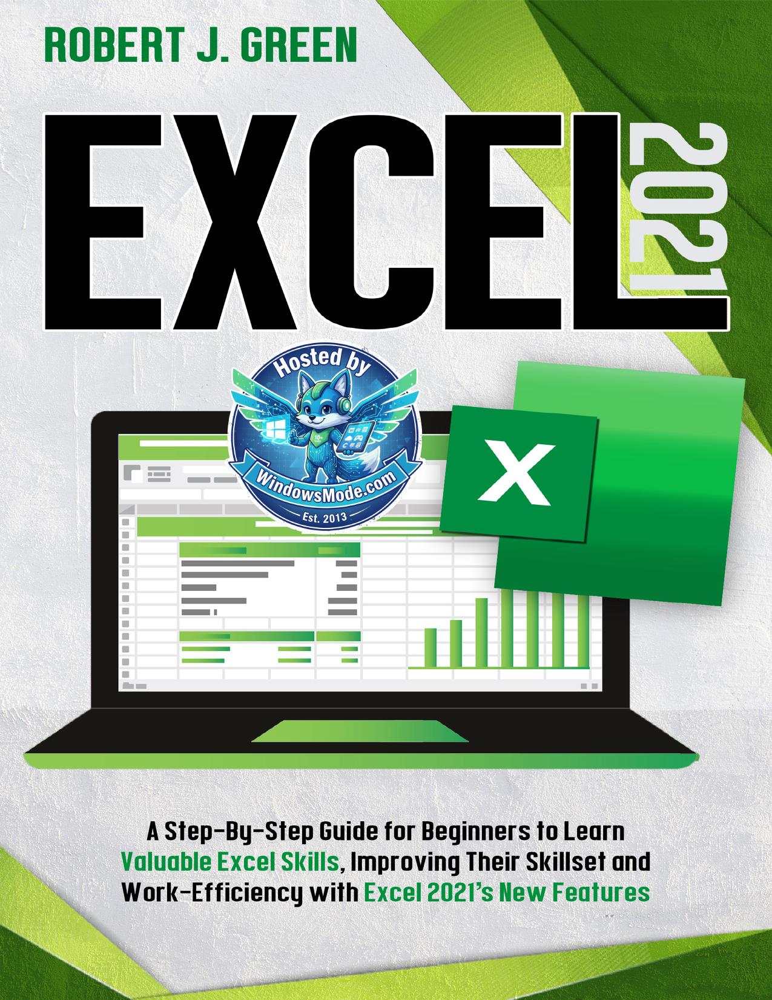 ROBERT J. GREEN
EXCEL
2021
Hosted by
10+
WindowsMode.com
Est. 2013
X
A Step-By-Step Guide for Beginners to Learn
Valuable Excel Skills, Improving Their Skillset and
Work-Efficiency with Excel 2021's New Features